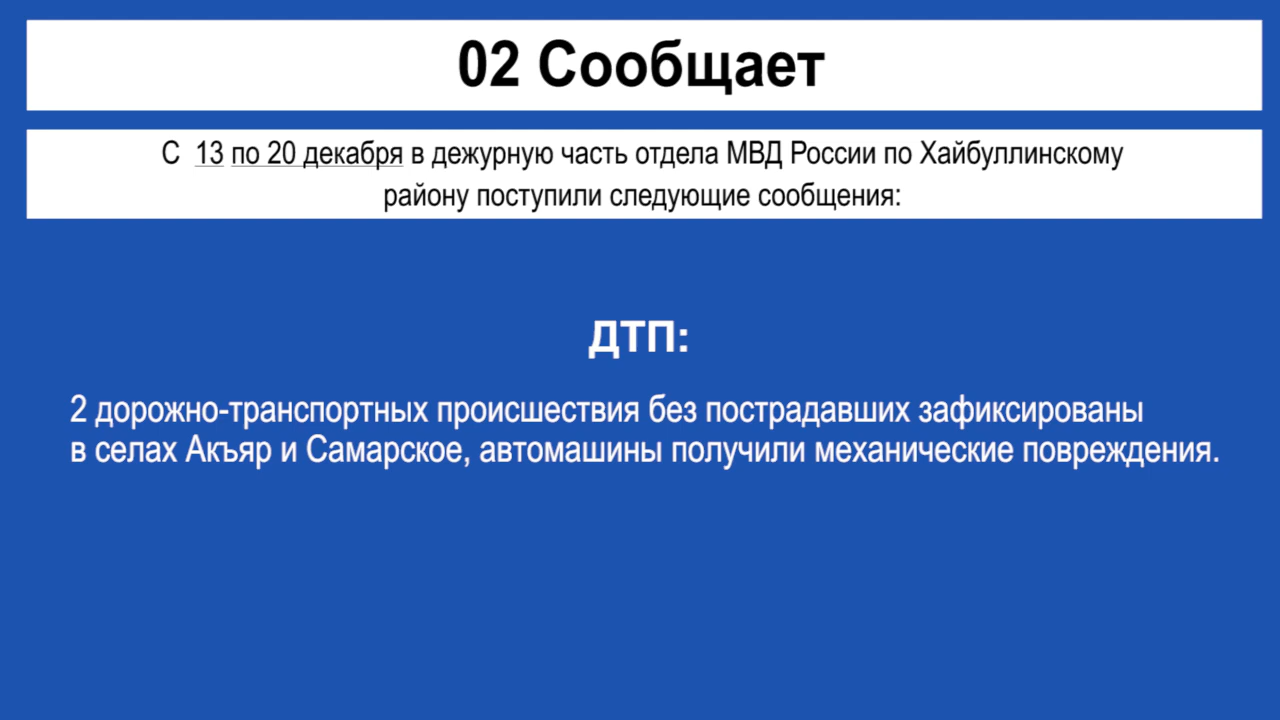 02 Сообщает
С 13 по 20 декабря в дежурную часть отдела МВД России по Хайбуллинскому
району поступили следующие сообщения:
ДТП:
2 дорожно-транспортных происшествия без пострадавших зафиксированы
в селах Акъяр и Самарское, автомашины получили механические повреждения.